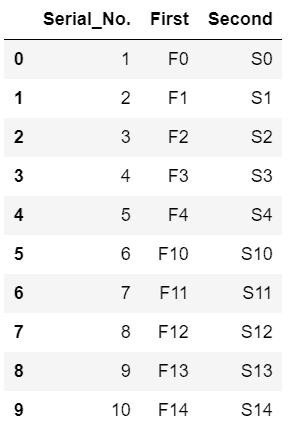 Serial_No. First Second
0 1 F0 S0
1 2 F1 S1
2 3 F2 S2
3 4 F3 S3
4 5 F4 S4
5 6 F10 S10
6 7 F11 S11
7 8 F12 S12
8 9 F13 S13
9 10 F14 S14